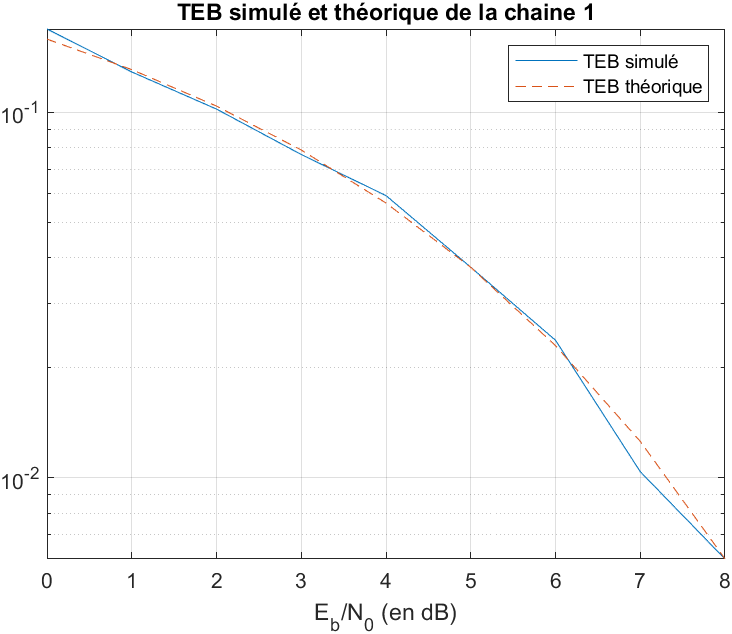 TEB simulé et théorique de la chaine 1
TEB simulé
TEB théorique
10⁻¹
10⁻²
0 1 2 3 4 5 6 7 8
E_b/N_0 (en dB)